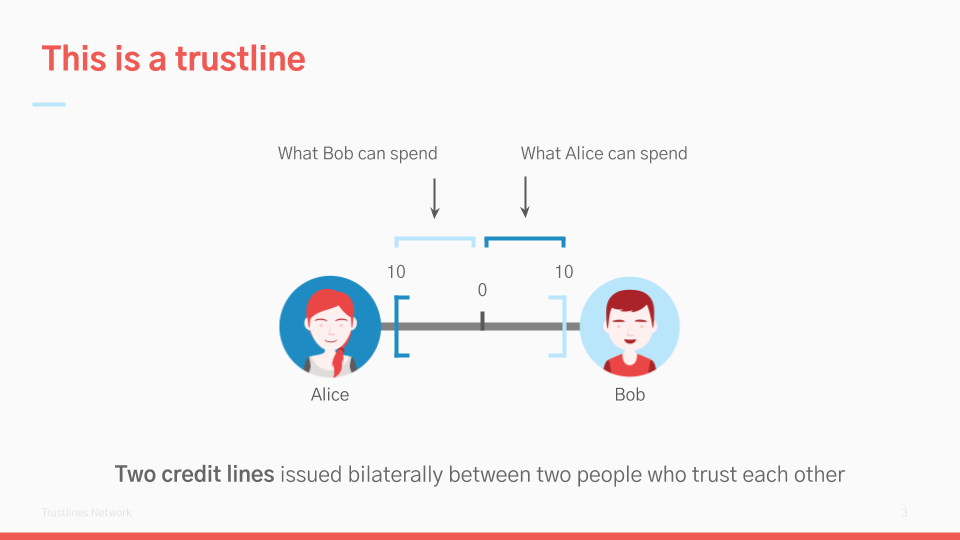 This is a trustline
What Bob can spend
What Alice can spend
10
10
0
Alice
Bob
Two credit lines issued bilaterally between two people who trust each other
Trustlines Network
3